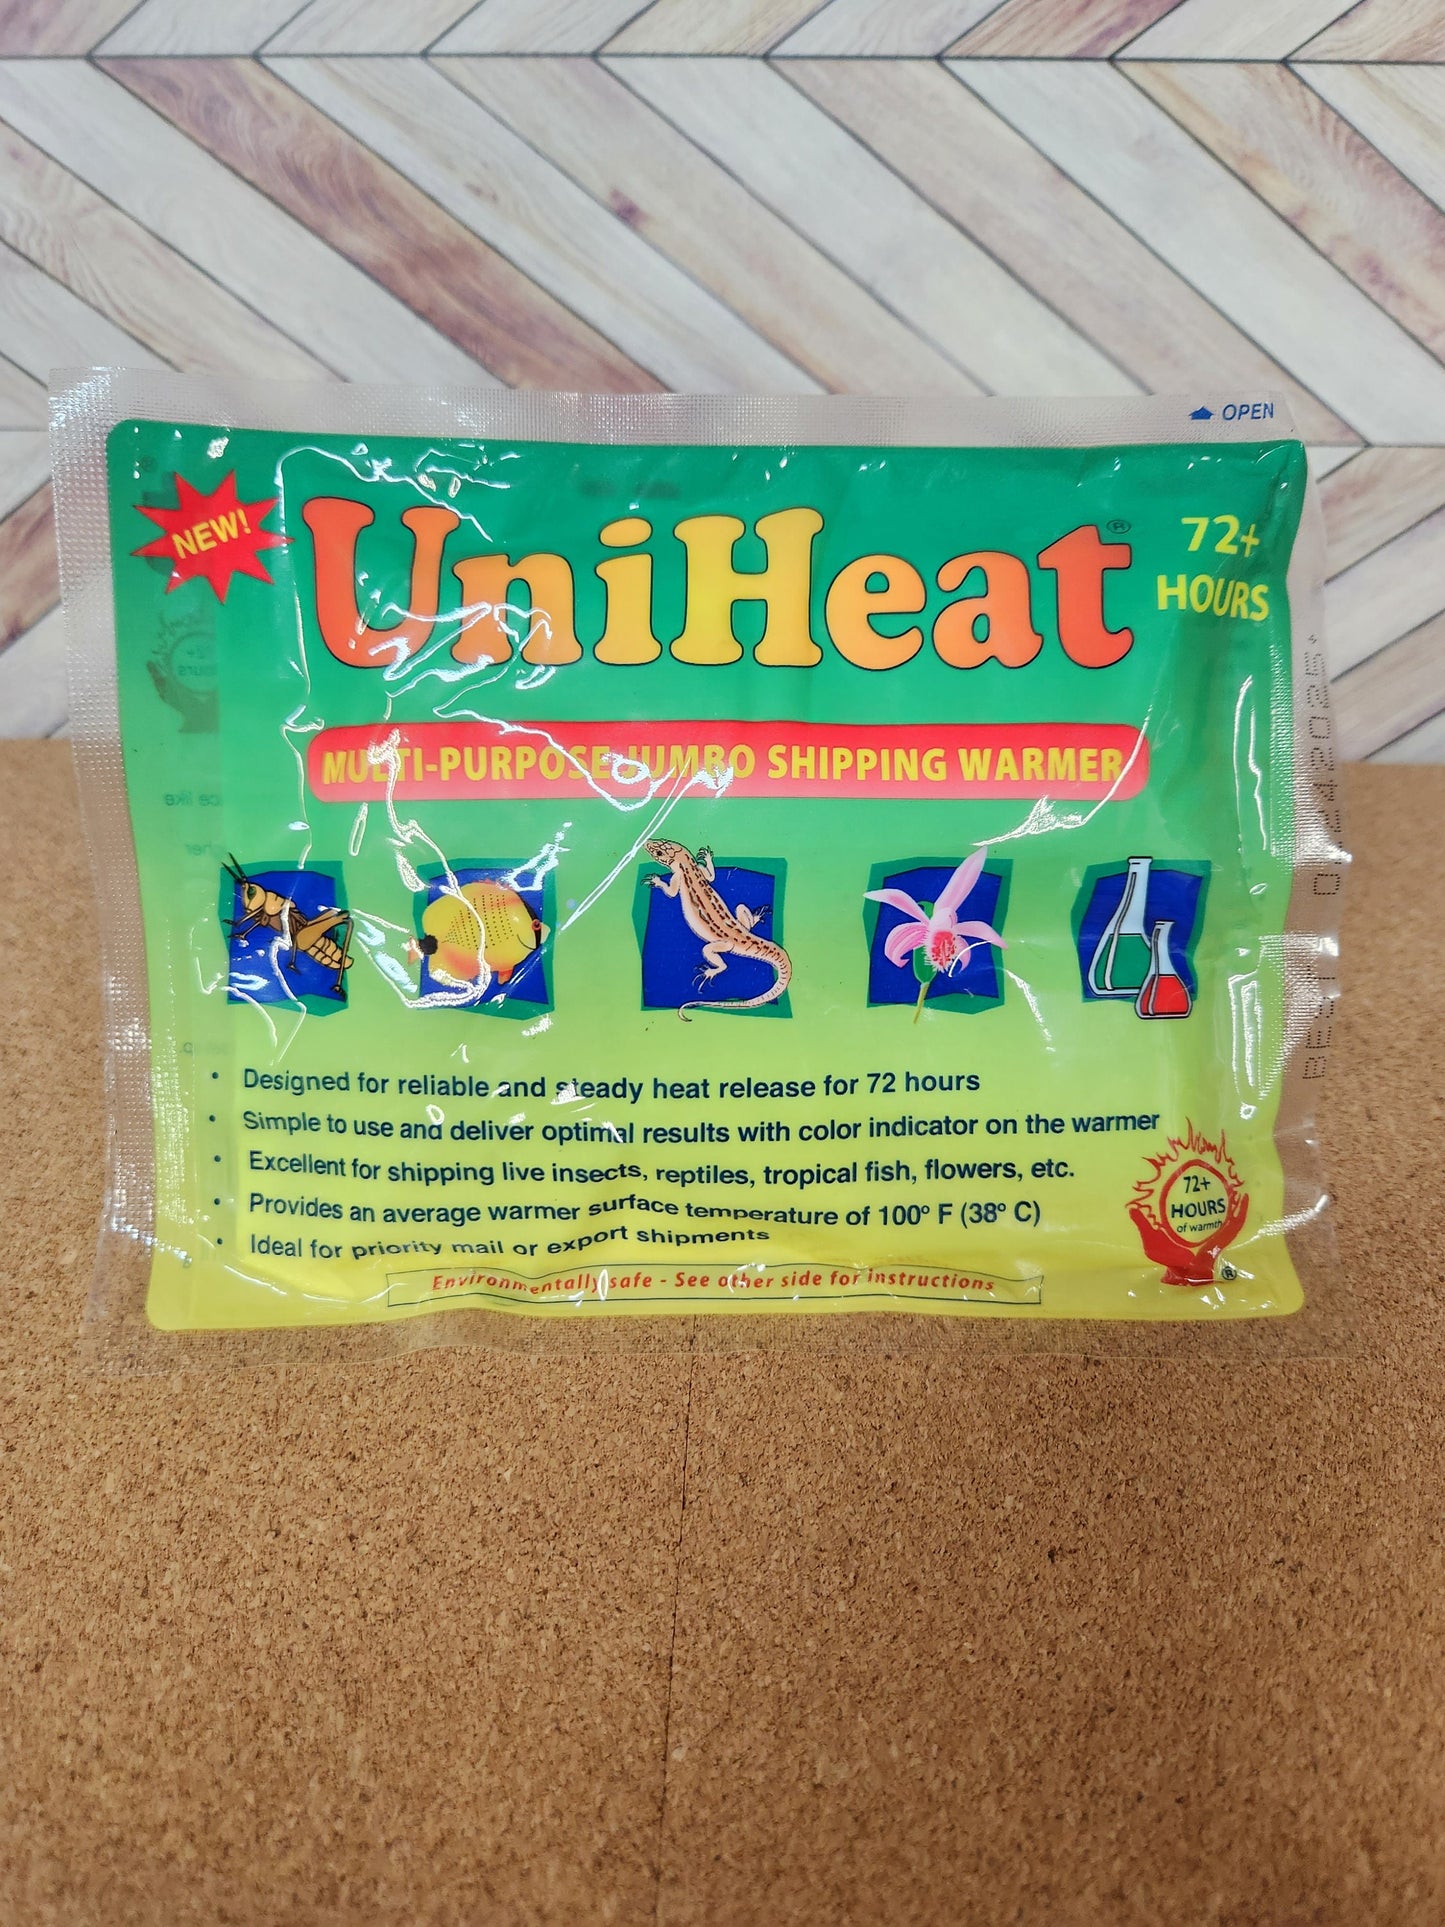 OPEN
NEW!
UniHeat®
72+
HOURS
MULTI-PURPOSE JUMBO SHIPPING WARMER
• Designed for reliable and steady heat release for 72 hours
• Simple to use and deliver optimal results with color indicator on the warmer
• Excellent for shipping live insects, reptiles, tropical fish, flowers, etc.
• Provides an average warmer surface temperature of 100º F (38º C)
• Ideal for priority mail or export shipments
Environmentally safe - See other side for instructions
72+
HOURS
of warmth
®